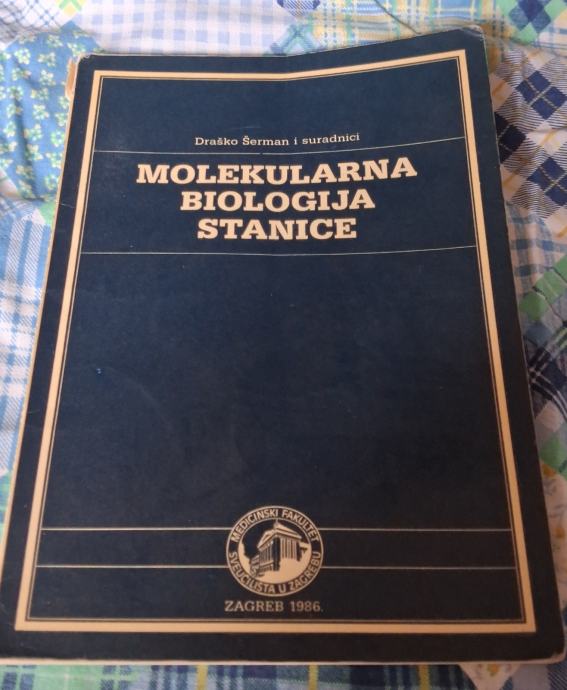 Draško Šerman i suradnici
MOLEKULARNA
BIOLOGIJA
STANICE
MEDICINSKI FAKULTET
SVEUČILIŠTA U ZAGREBU
ZAGREB 1986.